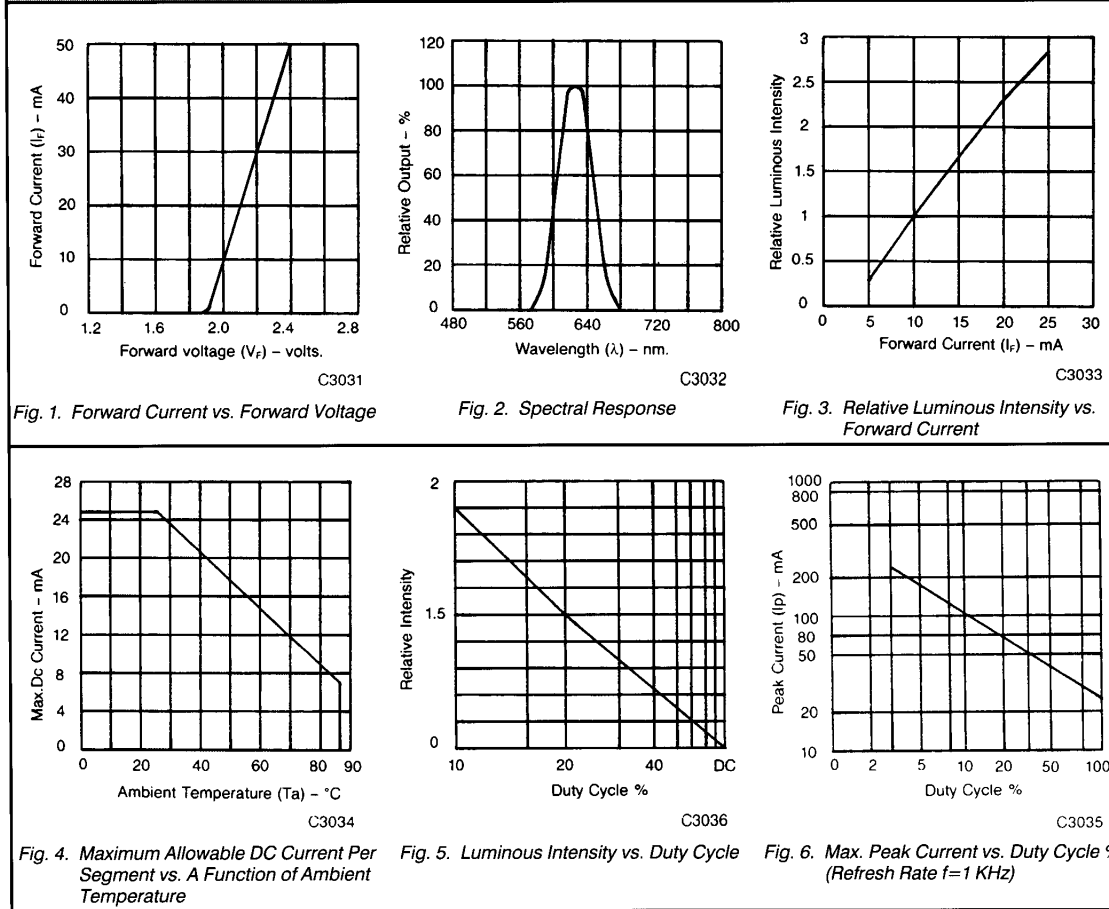 50
40
30
20
10
0
Forward Current (IF) – mA
1.2 1.6 2.0 2.4 2.8
Forward voltage (VF) – volts.
C3031
Fig. 1. Forward Current vs. Forward Voltage
120
100
80
60
40
20
0
Relative Output – %
480 560 640 720 800
Wavelength (λ) – nm.
C3032
Fig. 2. Spectral Response
3
2.5
2
1.5
1
0.5
0
Relative Luminous Intensity
0 5 10 15 20 25 30
Forward Current (IF) – mA
C3033
Fig. 3. Relative Luminous Intensity vs.
Forward Current
28
24
20
16
12
8
4
0
Max.Dc Current – mA
0 20 40 60 80 90
Ambient Temperature (Ta) – °C
C3034
Fig. 4. Maximum Allowable DC Current Per
Segment vs. A Function of Ambient
Temperature
2
1.5
0
Relative Intensity
10 20 40 DC
Duty Cycle %
C3036
Fig. 5. Luminous Intensity vs. Duty Cycle
1000
800
500
200
100
80
50
20
10
Peak Current (Ip) – mA
0 2 5 10 20 50 100
Duty Cycle %
C3035
Fig. 6. Max. Peak Current vs. Duty Cycle %
(Refresh Rate f=1 KHz)